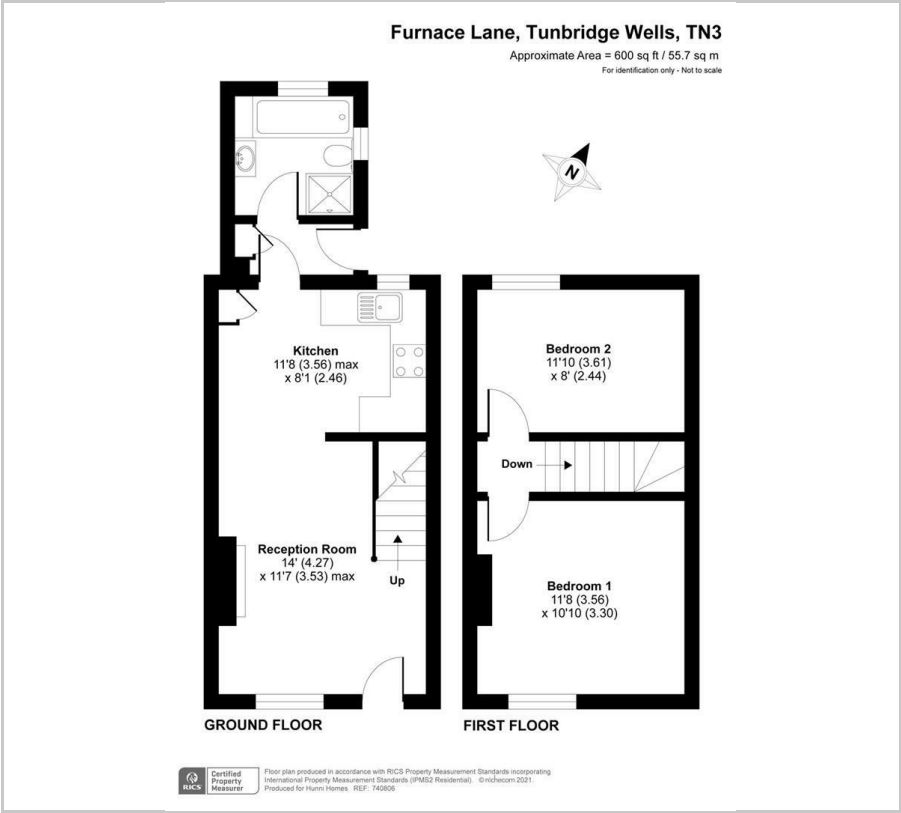 Furnace Lane, Tunbridge Wells, TN3
Approximate Area = 600 sq ft / 55.7 sq m
For identification only - Not to scale
N
Kitchen
11'8 (3.56) max
x 8'1 (2.46)
Bedroom 2
11'10 (3.61)
x 8' (2.44)
Down
Reception Room
14' (4.27)
x 11'7 (3.53) max
Up
Bedroom 1
11'8 (3.56)
x 10'10 (3.30)
GROUND FLOOR
FIRST FLOOR
RICS
Certified
Property
Measurer
Floor plan produced in accordance with RICS Property Measurement Standards incorporating
International Property Measurement Standards (IPMS2 Residential). © nichecom 2021.
Produced for Hunni Homes REF: 740806